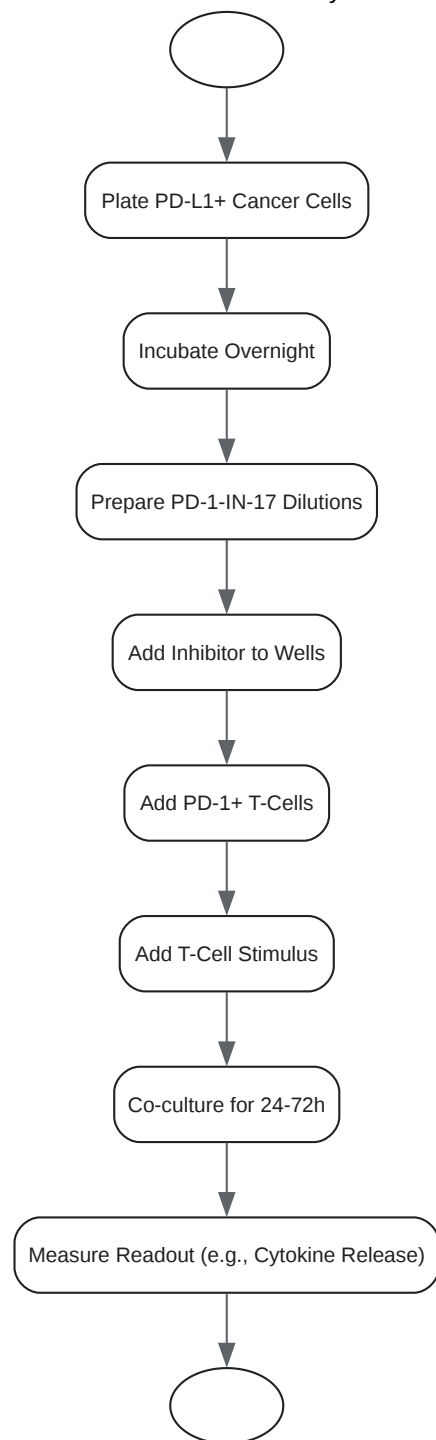 Plate PD-L1+ Cancer Cells
Incubate Overnight
Prepare PD-1-IN-17 Dilutions
Add Inhibitor to Wells
Add PD-1+ T-Cells
Add T-Cell Stimulus
Co-culture for 24-72h
Measure Readout (e.g., Cytokine Release)